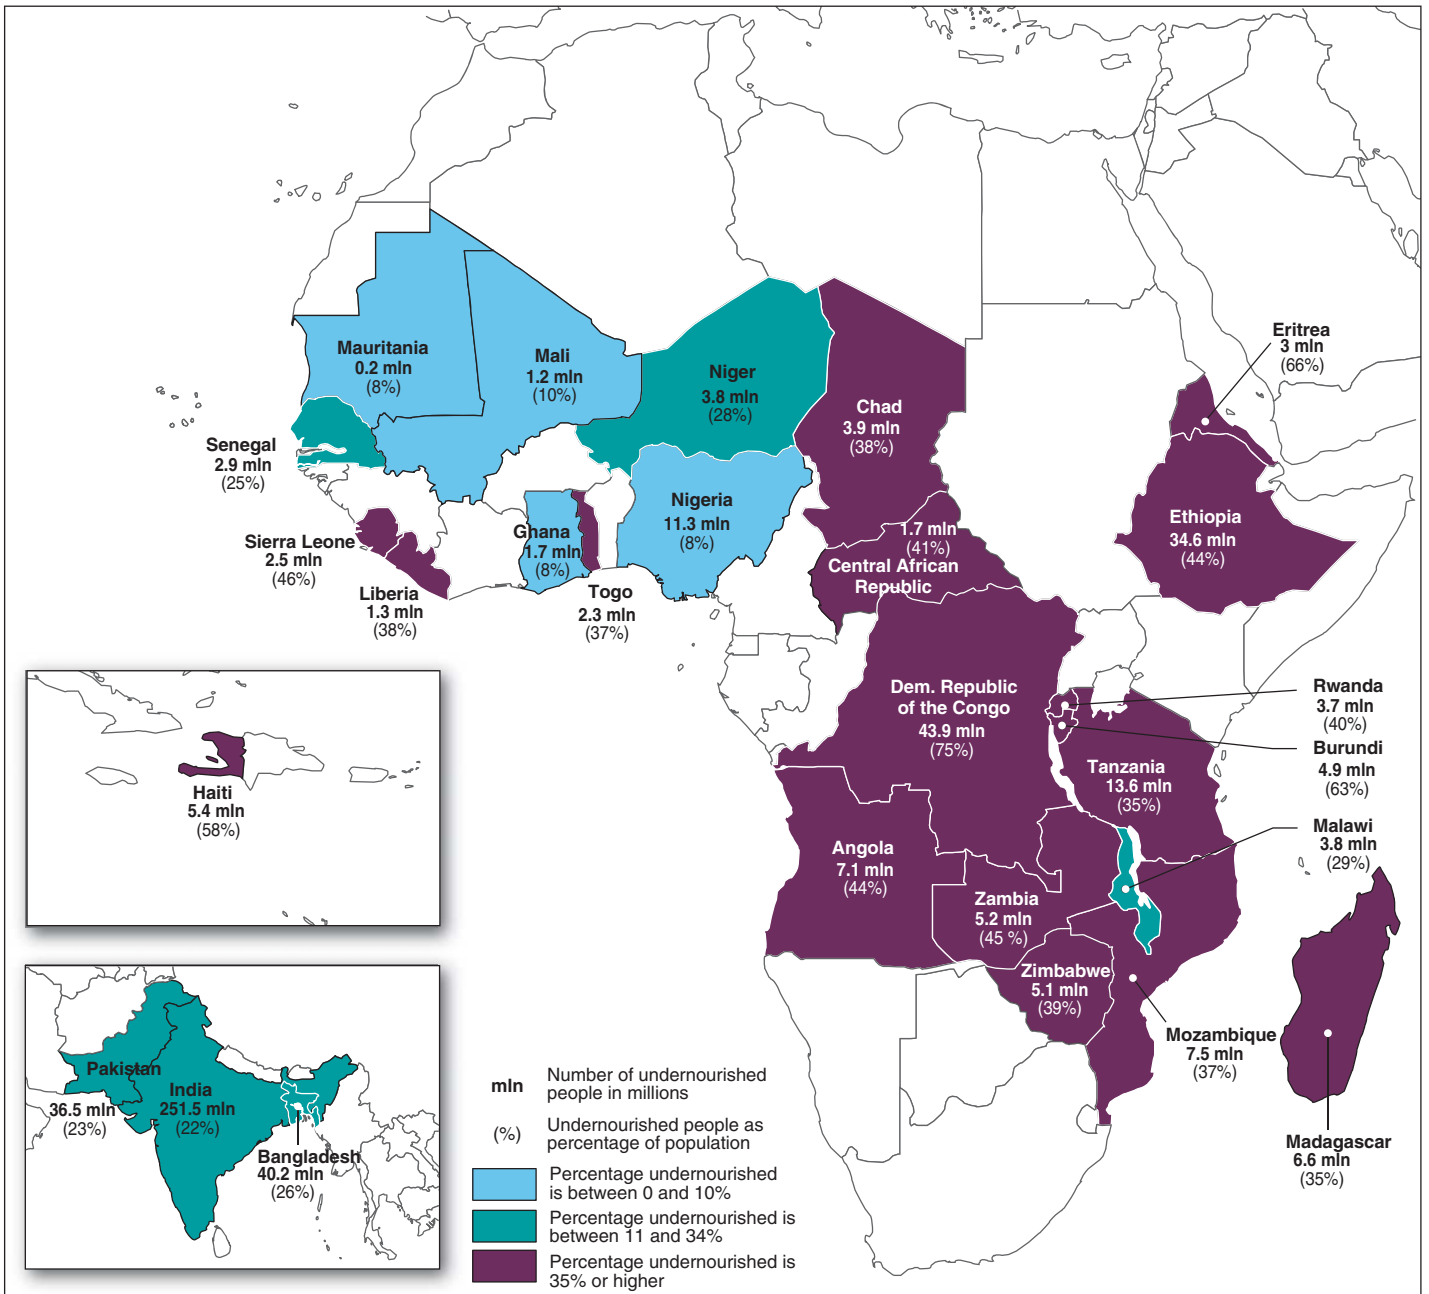 Mauritania
0.2 mln
(8%)
Mali
1.2 mln
(10%)
Niger
3.8 mln
(28%)
Chad
3.9 mln
(38%)
Eritrea
3 mln
(66%)
Senegal
2.9 mln
(25%)
Nigeria
11.3 mln
(8%)
Ghana
1.7 mln
(8%)
Ethiopia
34.6 mln
(44%)
Sierra Leone
2.5 mln
(46%)
Liberia
1.3 mln
(38%)
Togo
2.3 mln
(37%)
1.7 mln
(41%)
Central African
Republic
Dem. Republic
of the Congo
43.9 mln
(75%)
Rwanda
3.7 mln
(40%)
Burundi
4.9 mln
(63%)
Tanzania
13.6 mln
(35%)
Malawi
3.8 mln
(29%)
Haiti
5.4 mln
(58%)
Angola
7.1 mln
(44%)
Zambia
5.2 mln
(45 %)
Zimbabwe
5.1 mln
(39%)
Mozambique
7.5 mln
(37%)
Madagascar
6.6 mln
(35%)
Pakistan
36.5 mln
(23%)
India
251.5 mln
(22%)
Bangladesh
40.2 mln
(26%)
mln Number of undernourished
people in millions
(%) Undernourished people as
percentage of population
Percentage undernourished
is between 0 and 10%
Percentage undernourished is
between 11 and 34%
Percentage undernourished is
35% or higher